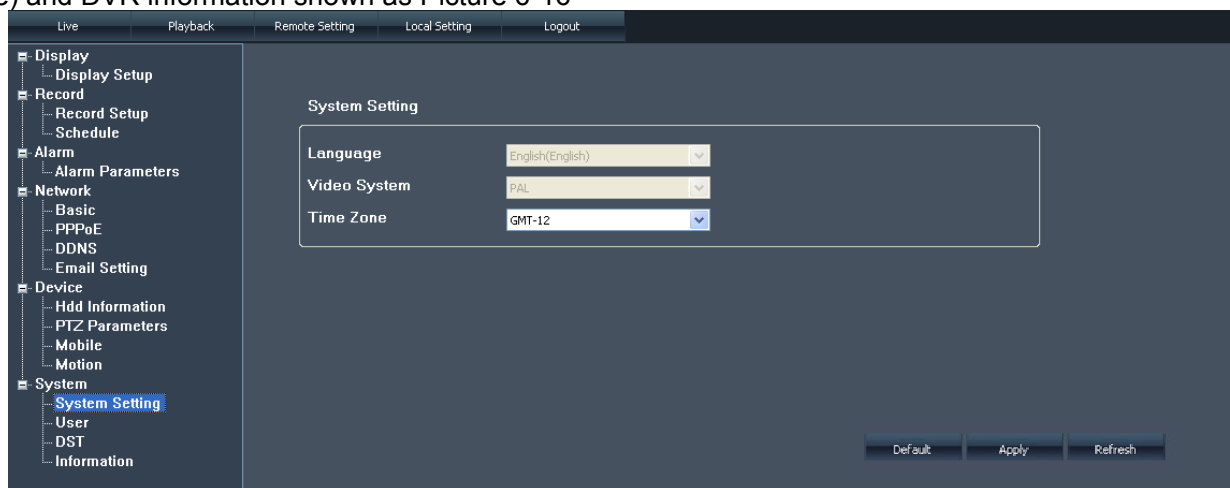 ) and DVR information shown as Picture 6-16
Live Playback Remote Setting Local Setting Logout
Display
Display Setup
Record
Record Setup
Schedule
Alarm
Alarm Parameters
Network
Basic
PPPoE
DDNS
Email Setting
Device
Hdd Information
PTZ Parameters
Mobile
Motion
System
System Setting
User
DST
Information
System Setting
Language English(English)
Video System PAL
Time Zone GMT-12
Default Apply Refresh